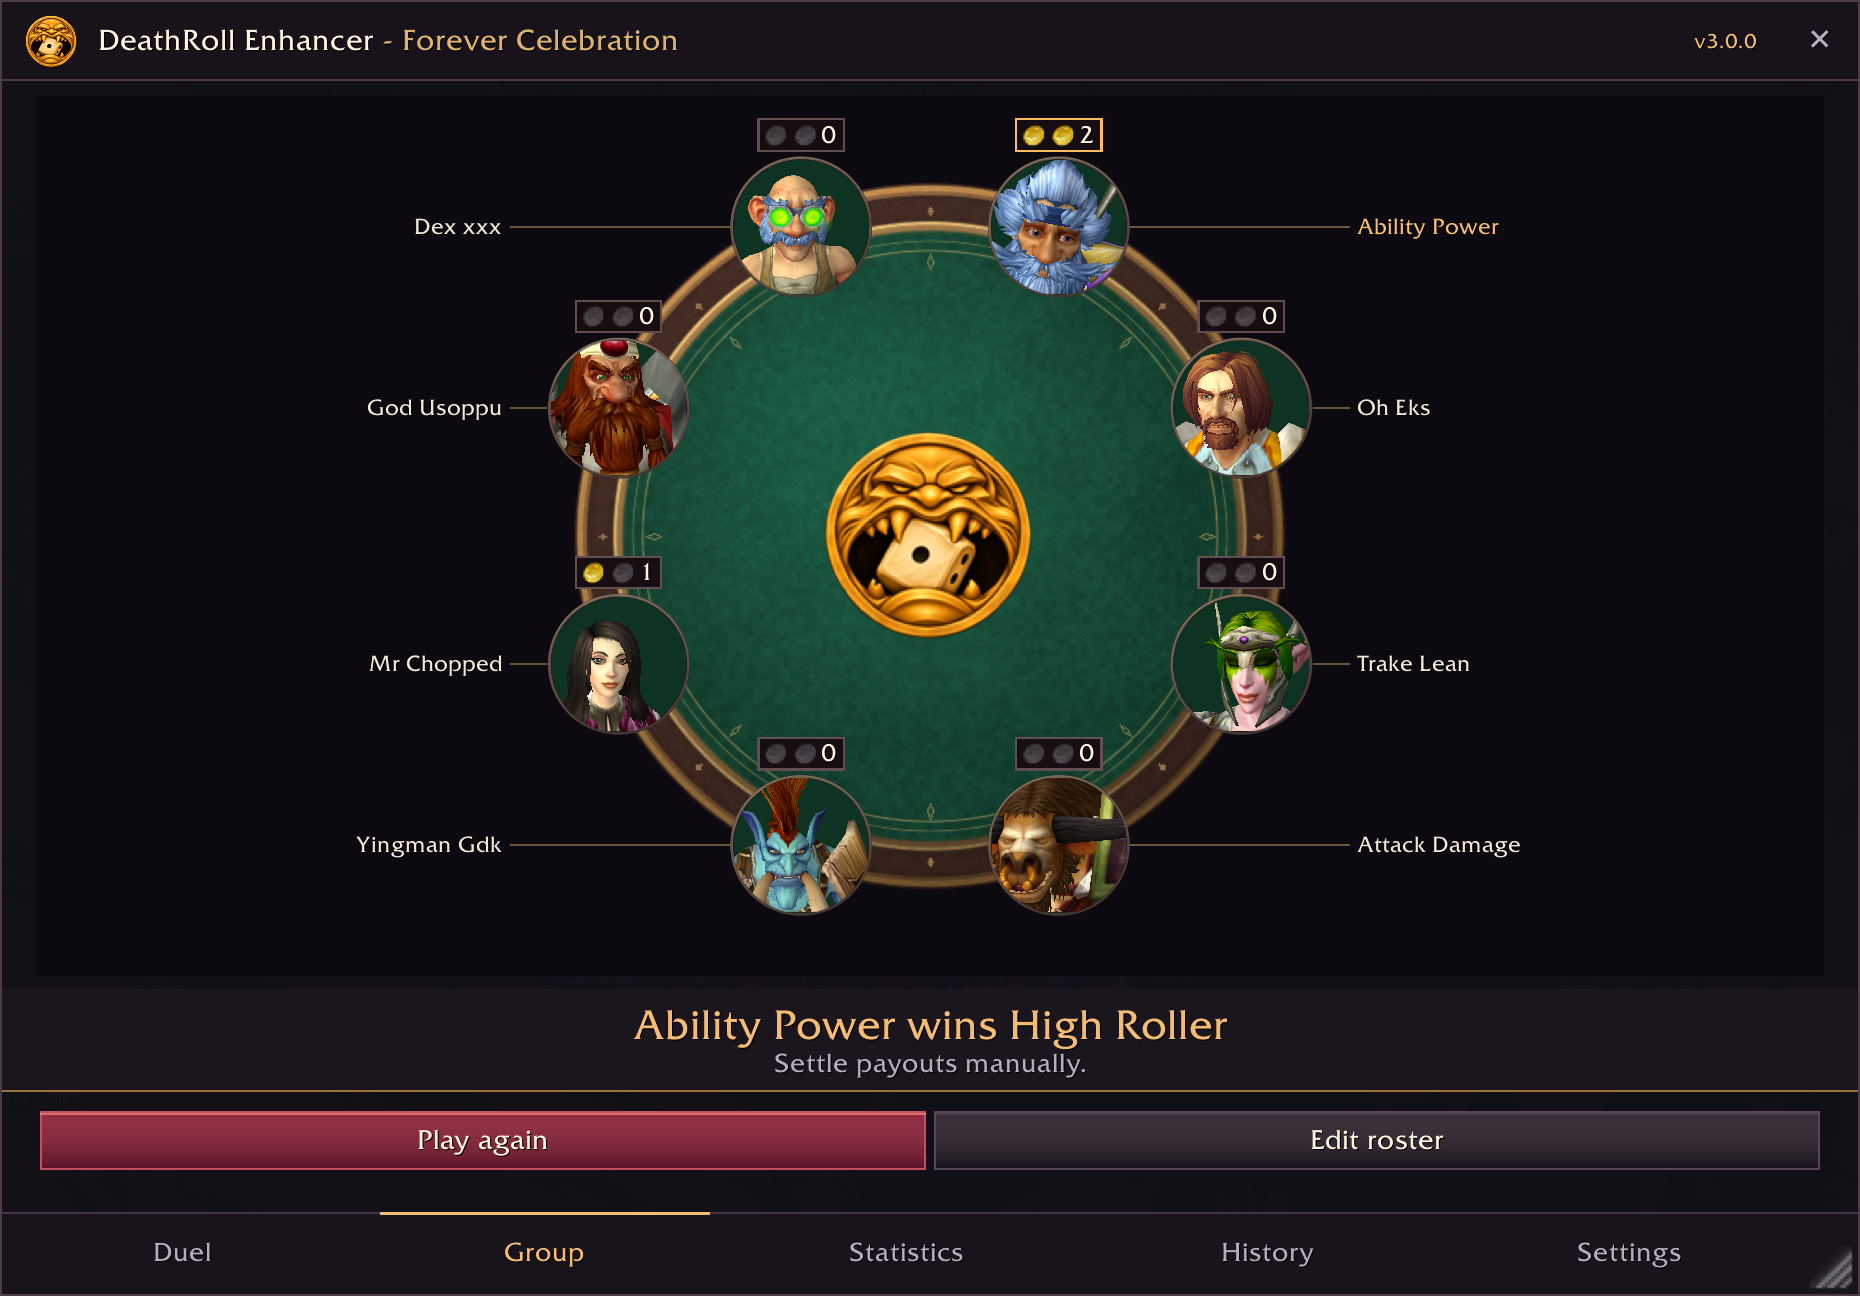 DeathRoll Enhancer - Forever Celebration
v3.0.0
0
2
Dex xxx
Ability Power
0
0
God Usoppu
Oh Eks
1
0
Mr Chopped
Trake Lean
0
0
Yingman Gdk
Attack Damage
Ability Power wins High Roller
Settle payouts manually.
Play again
Edit roster
Duel
Group
Statistics
History
Settings